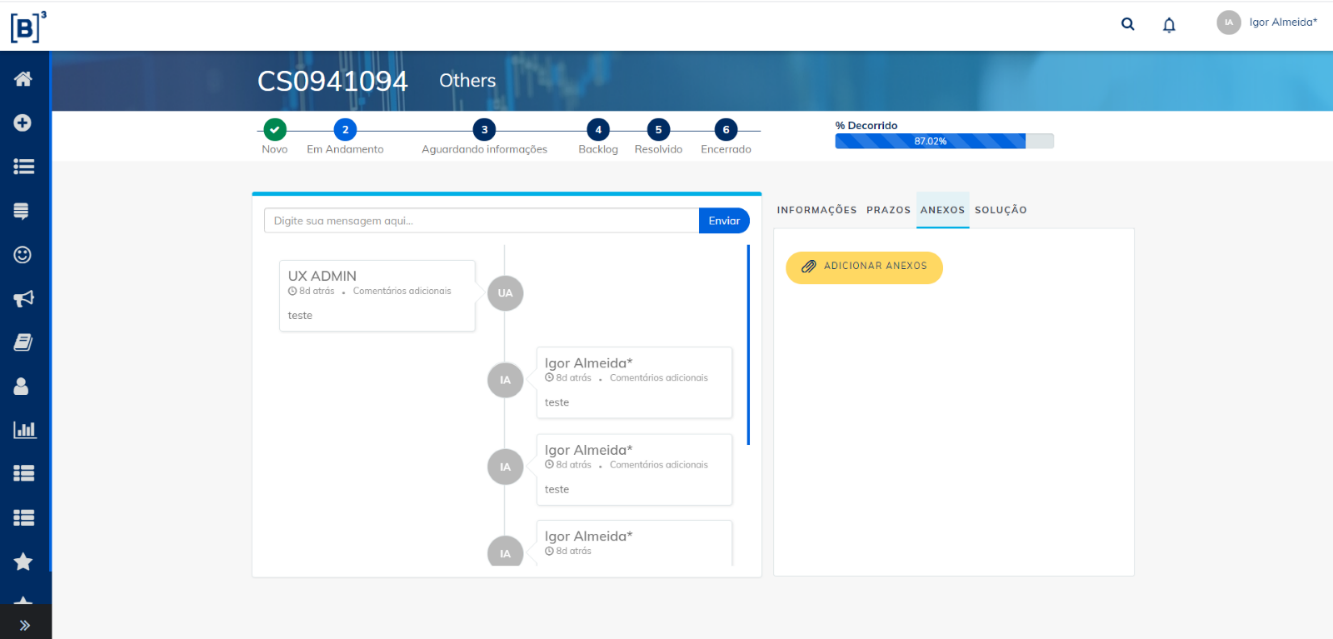 [B]³
IA Igor Almeida*
CS0941094 Others
2 3 4 5 6
Novo Em Andamento Aguardando informações Backlog Resolvido Encerrado
% Decorrido
87.02%
Digite sua mensagem aqui... Enviar
UX ADMIN
8d atrás . Comentários adicionais
teste
UA
Igor Almeida*
8d atrás . Comentários adicionais
teste
IA
Igor Almeida*
8d atrás . Comentários adicionais
teste
IA
Igor Almeida*
8d atrás
IA
INFORMAÇÕES PRAZOS ANEXOS SOLUÇÃO
ADICIONAR ANEXOS